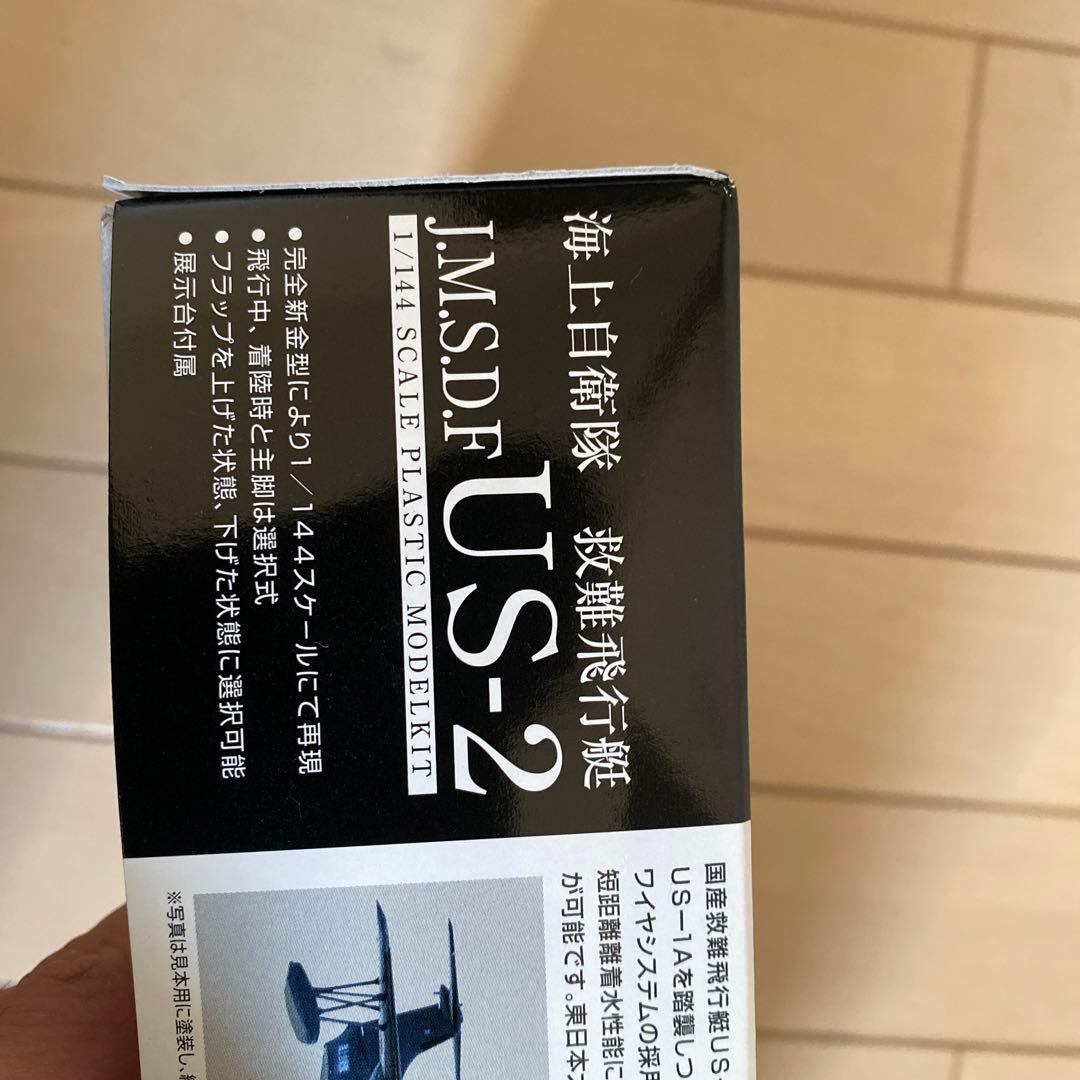 海上自衛隊 救難飛行艇
J.M.S.D.F US-2
1/144 SCALE PLASTIC MODELKIT
●完全新金型により1／144スケールにて再現
●飛行中、着陸時と主脚は選択式
●フラップを上げた状態、下げた状態に選択可能
●展示台付属
国産救難飛行艇US-
US-1Aを踏襲しつ
ワイヤシステムの採用
短距離離着水性能に
が可能です。東日本
※写真は見本用に塗装し、